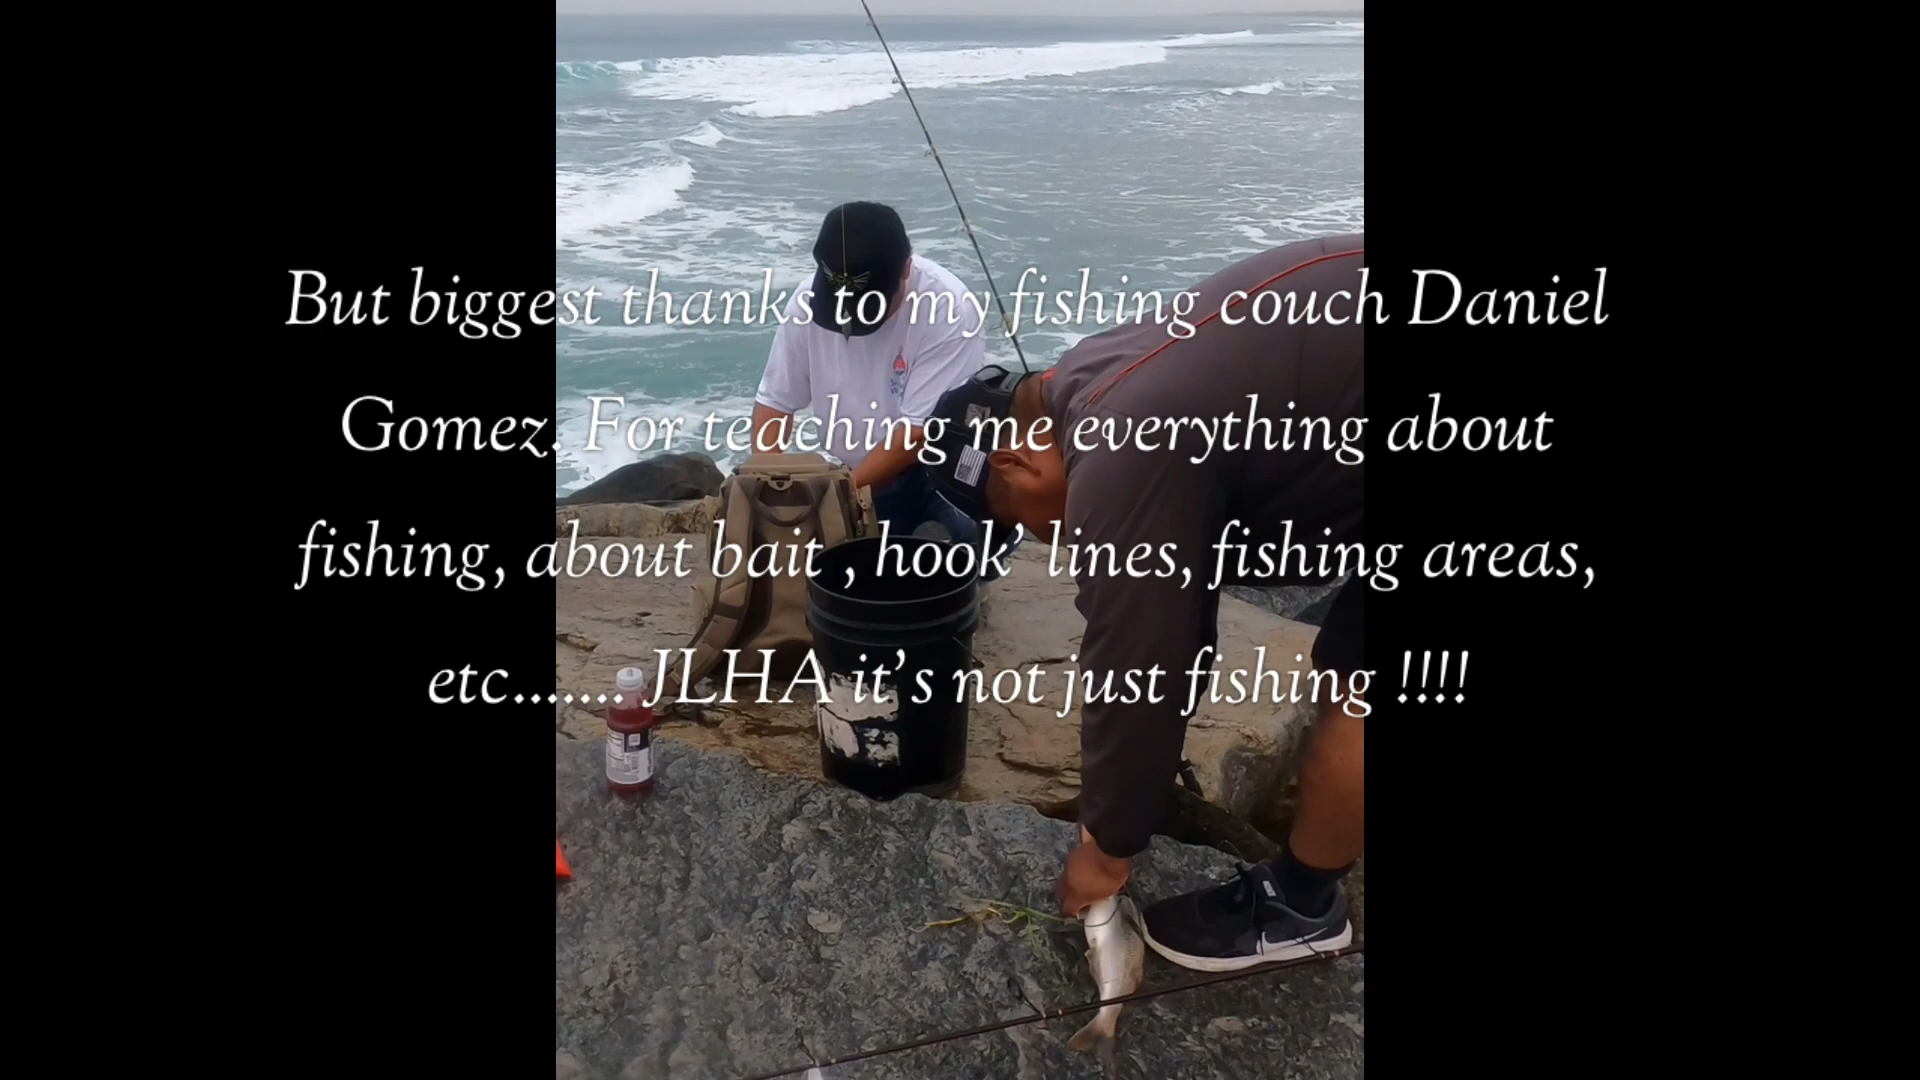 But biggest thanks to my fishing couch Daniel
Gomez. For teaching me everything about
fishing, about bait , hook’ lines, fishing areas,
etc....... JLHA it’s not just fishing !!!!